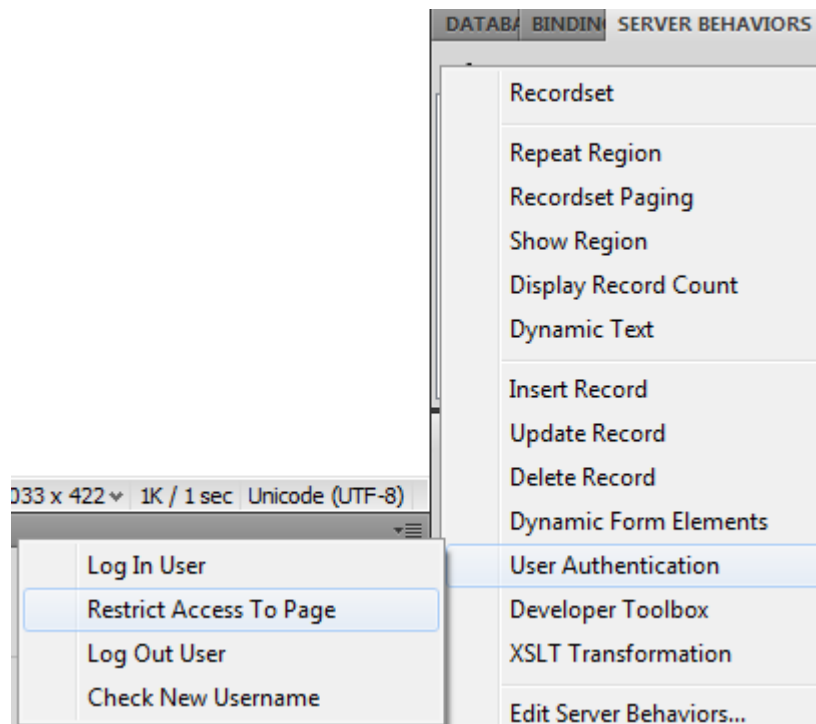 DATABA BINDIN SERVER BEHAVIORS
Recordset
Repeat Region
Recordset Paging
Show Region
Display Record Count
Dynamic Text
Insert Record
Update Record
Delete Record
Dynamic Form Elements
User Authentication
Developer Toolbox
XSLT Transformation
Edit Server Behaviors...
033 x 422 1K / 1 sec Unicode (UTF-8)
Log In User
Restrict Access To Page
Log Out User
Check New Username